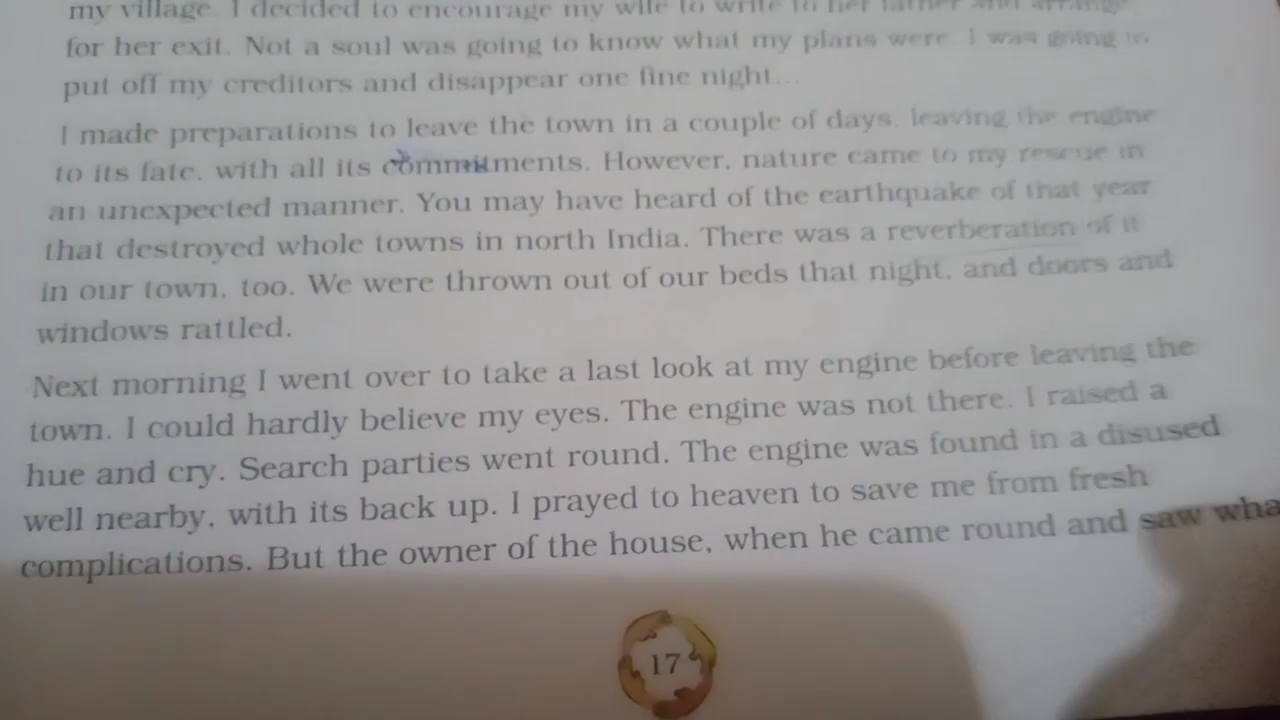 my village. I decided to encourage my wife to write to her father and arrange
for her exit. Not a soul was going to know what my plans were. I was going to
put off my creditors and disappear one fine night...
I made preparations to leave the town in a couple of days, leaving the engine
to its fate, with all its commitments. However, nature came to my rescue in
an unexpected manner. You may have heard of the earthquake of that year
that destroyed whole towns in north India. There was a reverberation of it
in our town, too. We were thrown out of our beds that night, and doors and
windows rattled.
Next morning I went over to take a last look at my engine before leaving the
town. I could hardly believe my eyes. The engine was not there. I raised a
hue and cry. Search parties went round. The engine was found in a disused
well nearby, with its back up. I prayed to heaven to save me from fresh
complications. But the owner of the house, when he came round and saw
17